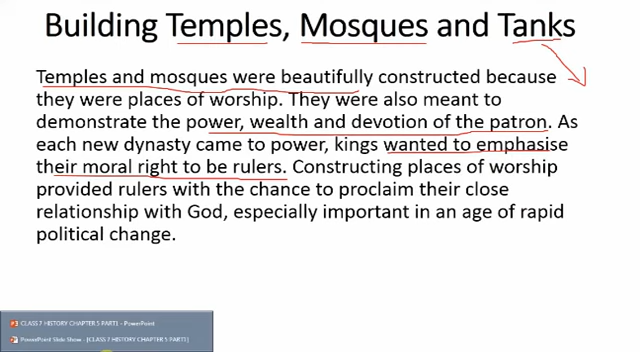 Building Temples, Mosques and Tanks
Temples and mosques were beautifully constructed because
they were places of worship. They were also meant to
demonstrate the power, wealth and devotion of the patron. As
each new dynasty came to power, kings wanted to emphasise
their moral right to be rulers. Constructing places of worship
provided rulers with the chance to proclaim their close
relationship with God, especially important in an age of rapid
political change.
CLASS 7 HISTORY CHAPTER 5 PART1 - PowerPoint
PowerPoint Slide Show - [CLASS 7 HISTORY CHAPTER 5 PART1]